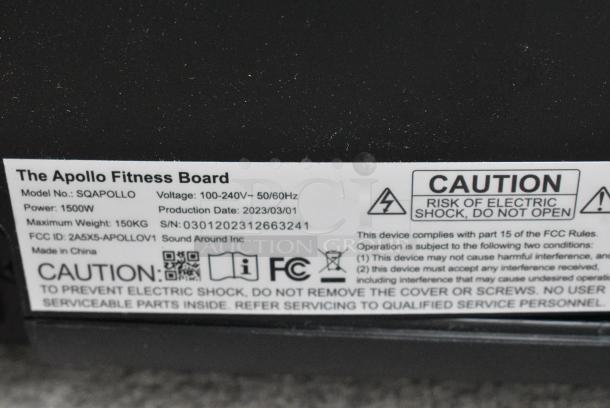 The Apollo Fitness Board
Model No.: SQAPOLLO Voltage: 100-240V~ 50/60Hz
Power: 1500W Production Date: 2023/03/01
Maximum Weight: 150KG S/N: 0301202312663241
FCC ID: 2A5X5-APOLLOV1 Sound Around Inc
Made in China
CAUTION:
FC
CAUTION
RISK OF ELECTRIC
SHOCK, DO NOT OPEN
This device complies with part 15 of the FCC Rules.
Operation is subject to the following two conditions:
(1) This device may not cause harmful interference, and
(2) this device must accept any interference received,
including interference that may cause undesired operati
TO PREVENT ELECTRIC SHOCK, DO NOT REMOVE THE COVER OR SCREWS. NO USER
SERVICEABLE PARTS INSIDE. REFER SERVICING TO QUALIFIED SERVICE PERSONNEL.
AUCTION GROUP